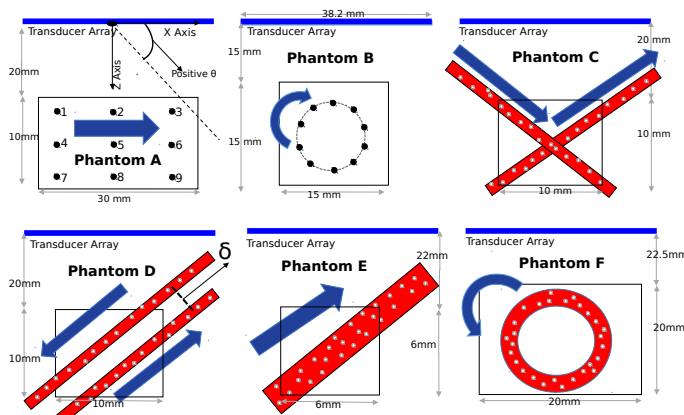 38.2 mm
Transducer Array
X Axis
Z Axis
Positive θ
20mm
10mm
1 2 3
4 5 6
7 8 9
Phantom A
30 mm
Transducer Array
15 mm
Phantom B
15 mm
15 mm
Transducer Array
20 mm
Phantom C
10 mm
10 mm
Transducer Array
20mm
Phantom D
δ
10mm
10mm
Transducer Array
22mm
Phantom E
6mm
6mm
Transducer Array
22.5mm
Phantom F
20mm
20mm